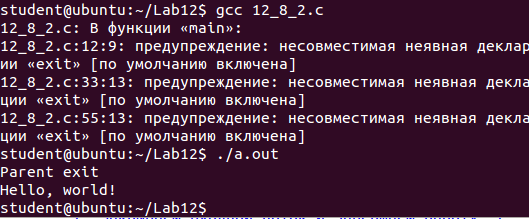 student@ubuntu:~/Lab12$ gcc 12_8_2.c
12_8_2.c: В функции «main»:
12_8_2.c:12:9: предупреждение: несовместимая неявная деклар
ии «exit» [по умолчанию включена]
12_8_2.c:33:13: предупреждение: несовместимая неявная декла
ции «exit» [по умолчанию включена]
12_8_2.c:55:13: предупреждение: несовместимая неявная декла
ции «exit» [по умолчанию включена]
student@ubuntu:~/Lab12$ ./a.out
Parent exit
Hello, world!
student@ubuntu:~/Lab12$